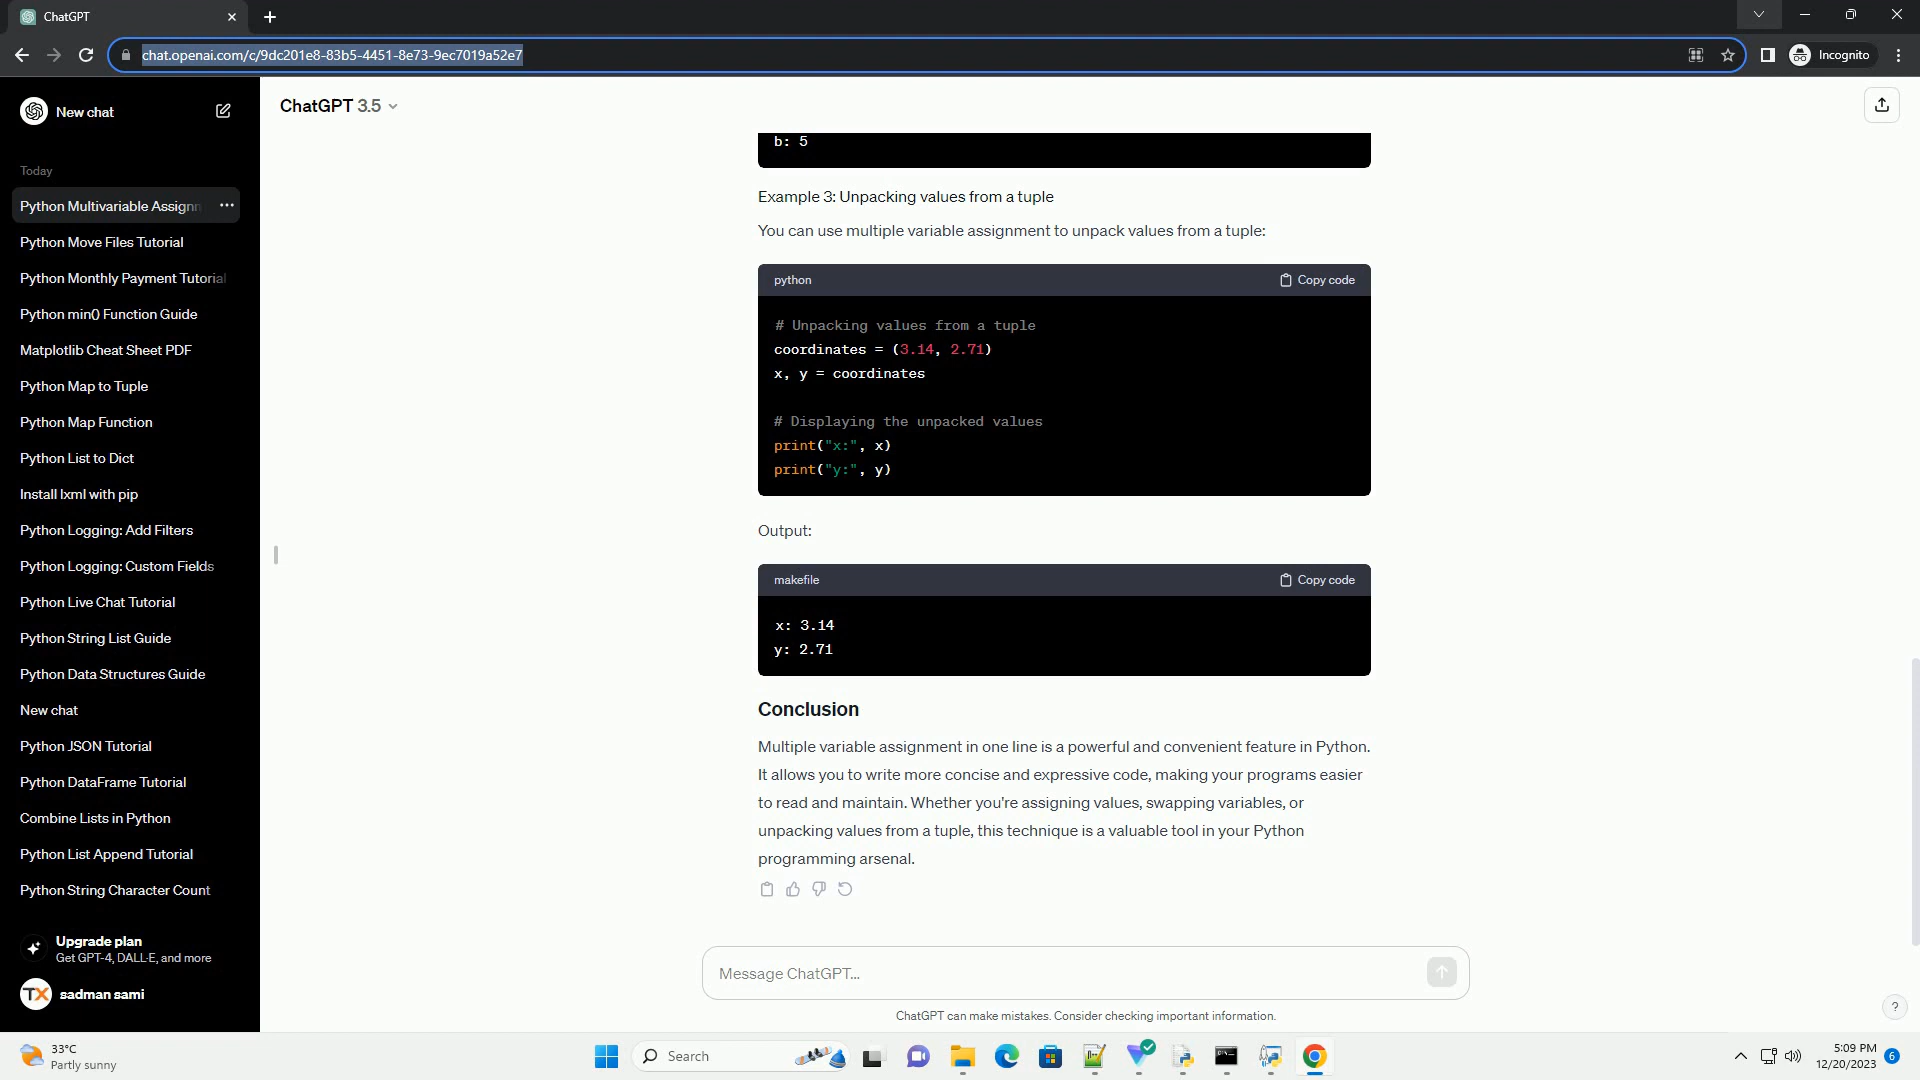 ChatGPT
chat.openai.com/c/9dc201e8-83b5-4451-8e73-9ec7019a52e7
Incognito
New chat
Today
Python Multivariable Assignn
Python Move Files Tutorial
Python Monthly Payment Tutorial
Python min() Function Guide
Matplotlib Cheat Sheet PDF
Python Map to Tuple
Python Map Function
Python List to Dict
Install lxml with pip
Python Logging: Add Filters
Python Logging: Custom Fields
Python Live Chat Tutorial
Python String List Guide
Python Data Structures Guide
New chat
Python JSON Tutorial
Python DataFrame Tutorial
Combine Lists in Python
Python List Append Tutorial
Python String Character Count
Upgrade plan
Get GPT-4, DALL·E, and more
TX sadman sami
ChatGPT 3.5
b: 5
Example 3: Unpacking values from a tuple
You can use multiple variable assignment to unpack values from a tuple:
python Copy code
# Unpacking values from a tuple
coordinates = (3.14, 2.71)
x, y = coordinates
# Displaying the unpacked values
print("x:", x)
print("y:", y)
Output:
makefile Copy code
x: 3.14
y: 2.71
Conclusion
Multiple variable assignment in one line is a powerful and convenient feature in Python.
It allows you to write more concise and expressive code, making your programs easier
to read and maintain. Whether you're assigning values, swapping variables, or
unpacking values from a tuple, this technique is a valuable tool in your Python
programming arsenal.
Message ChatGPT...
ChatGPT can make mistakes. Consider checking important information.
?
33°C
Partly sunny
Search
5:09 PM
12/20/2023
6